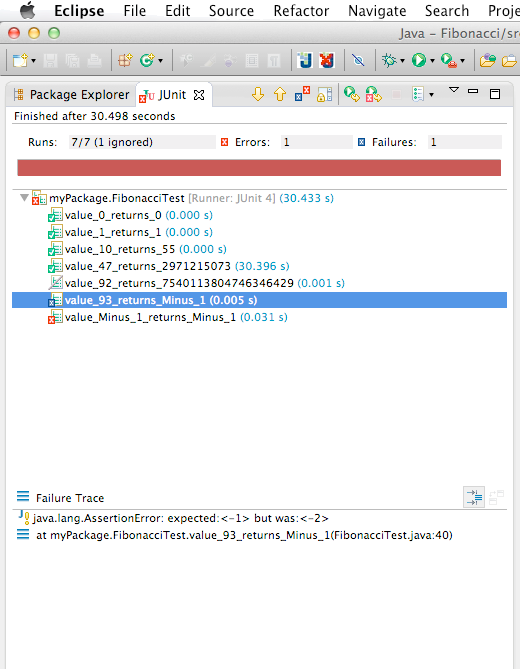 Eclipse File Edit Source Refactor Navigate Search
Java – Fibonacci/sr
Package Explorer JUnit
Finished after 30.498 seconds
Runs: 7/7 (1 ignored) Errors: 1 Failures: 1
myPackage.FibonacciTest [Runner: JUnit 4] (30.433 s)
value_0_returns_0 (0.000 s)
value_1_returns_1 (0.000 s)
value_10_returns_55 (0.000 s)
value_47_returns_2971215073 (30.396 s)
value_92_returns_7540113804746346429 (0.001 s)
value_93_returns_Minus_1 (0.005 s)
value_Minus_1_returns_Minus_1 (0.031 s)
Failure Trace
java.lang.AssertionError: expected:<-1> but was:<-2>
at myPackage.FibonacciTest.value_93_returns_Minus_1(FibonacciTest.java:40)